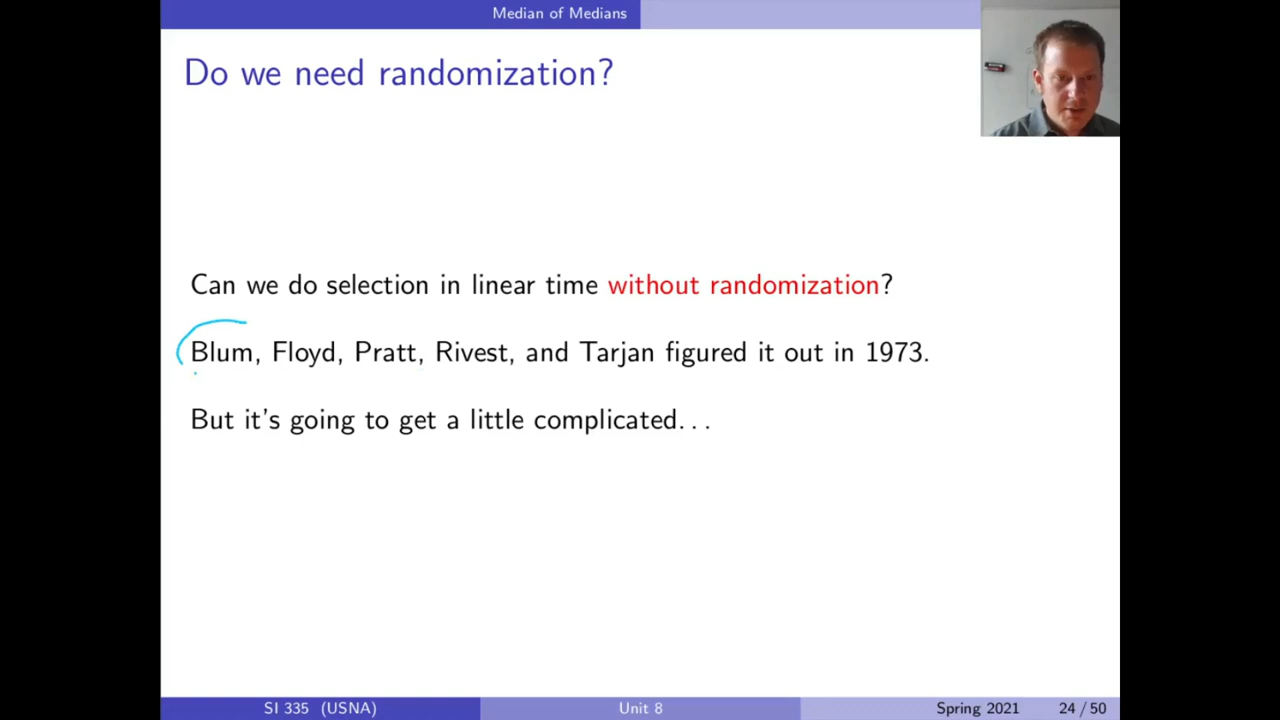 Median of Medians
Do we need randomization?
Can we do selection in linear time without randomization?
Blum, Floyd, Pratt, Rivest, and Tarjan figured it out in 1973.
But it's going to get a little complicated. . .
SI 335 (USNA)
Unit 8
Spring 2021
24 / 50